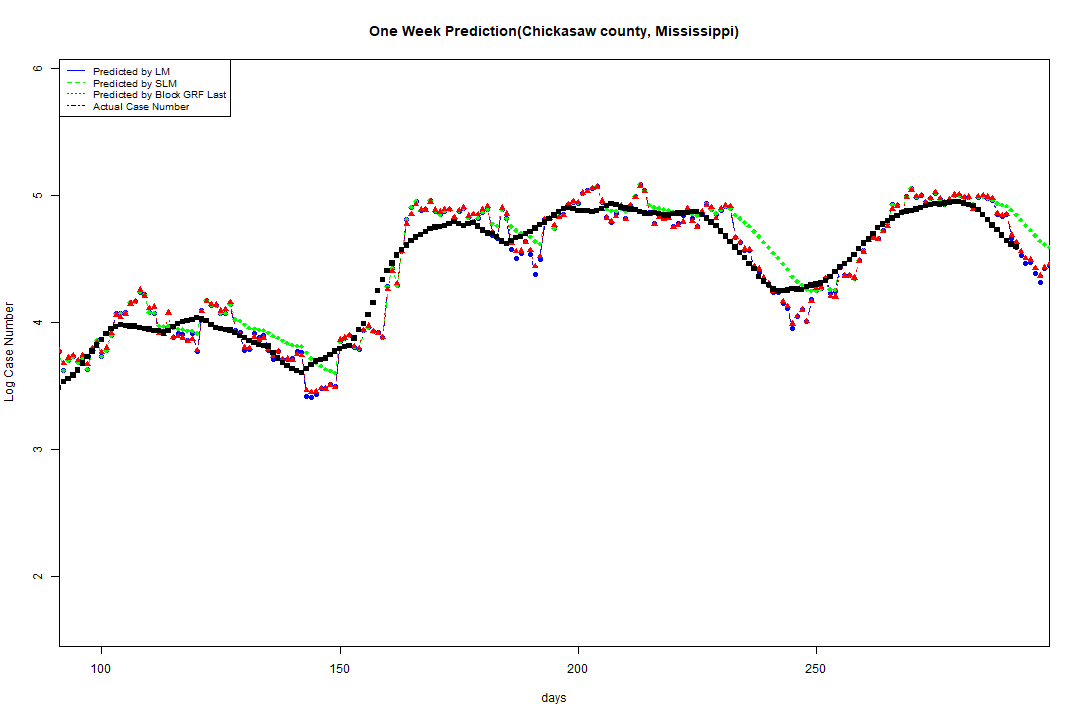 One Week Prediction(Chickasaw county, Mississippi)
Predicted by LM
Predicted by SLM
Predicted by Block GRF Last
Actual Case Number
6
5
4
3
2
Log Case Number
100 150 200 250
days